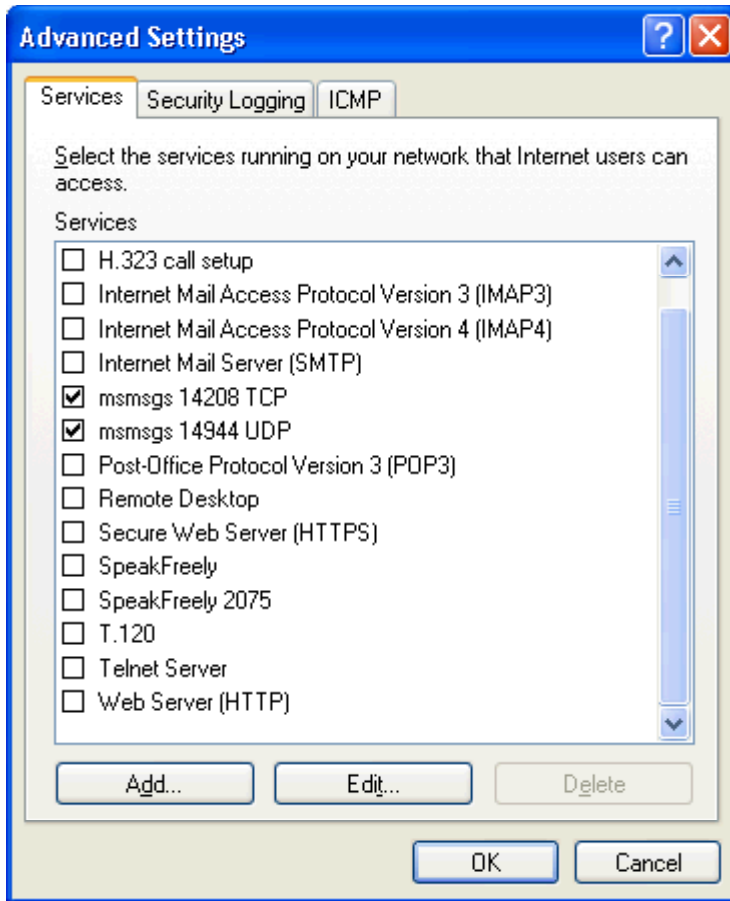 Advanced Settings
Services Security Logging ICMP
Select the services running on your network that Internet users can
access.
Services
H.323 call setup
Internet Mail Access Protocol Version 3 (IMAP3)
Internet Mail Access Protocol Version 4 (IMAP4)
Internet Mail Server (SMTP)
msmsgs 14208 TCP
msmsgs 14944 UDP
Post-Office Protocol Version 3 (POP3)
Remote Desktop
Secure Web Server (HTTPS)
SpeakFreely
SpeakFreely 2075
T.120
Telnet Server
Web Server (HTTP)
Add... Edit... Delete
OK Cancel